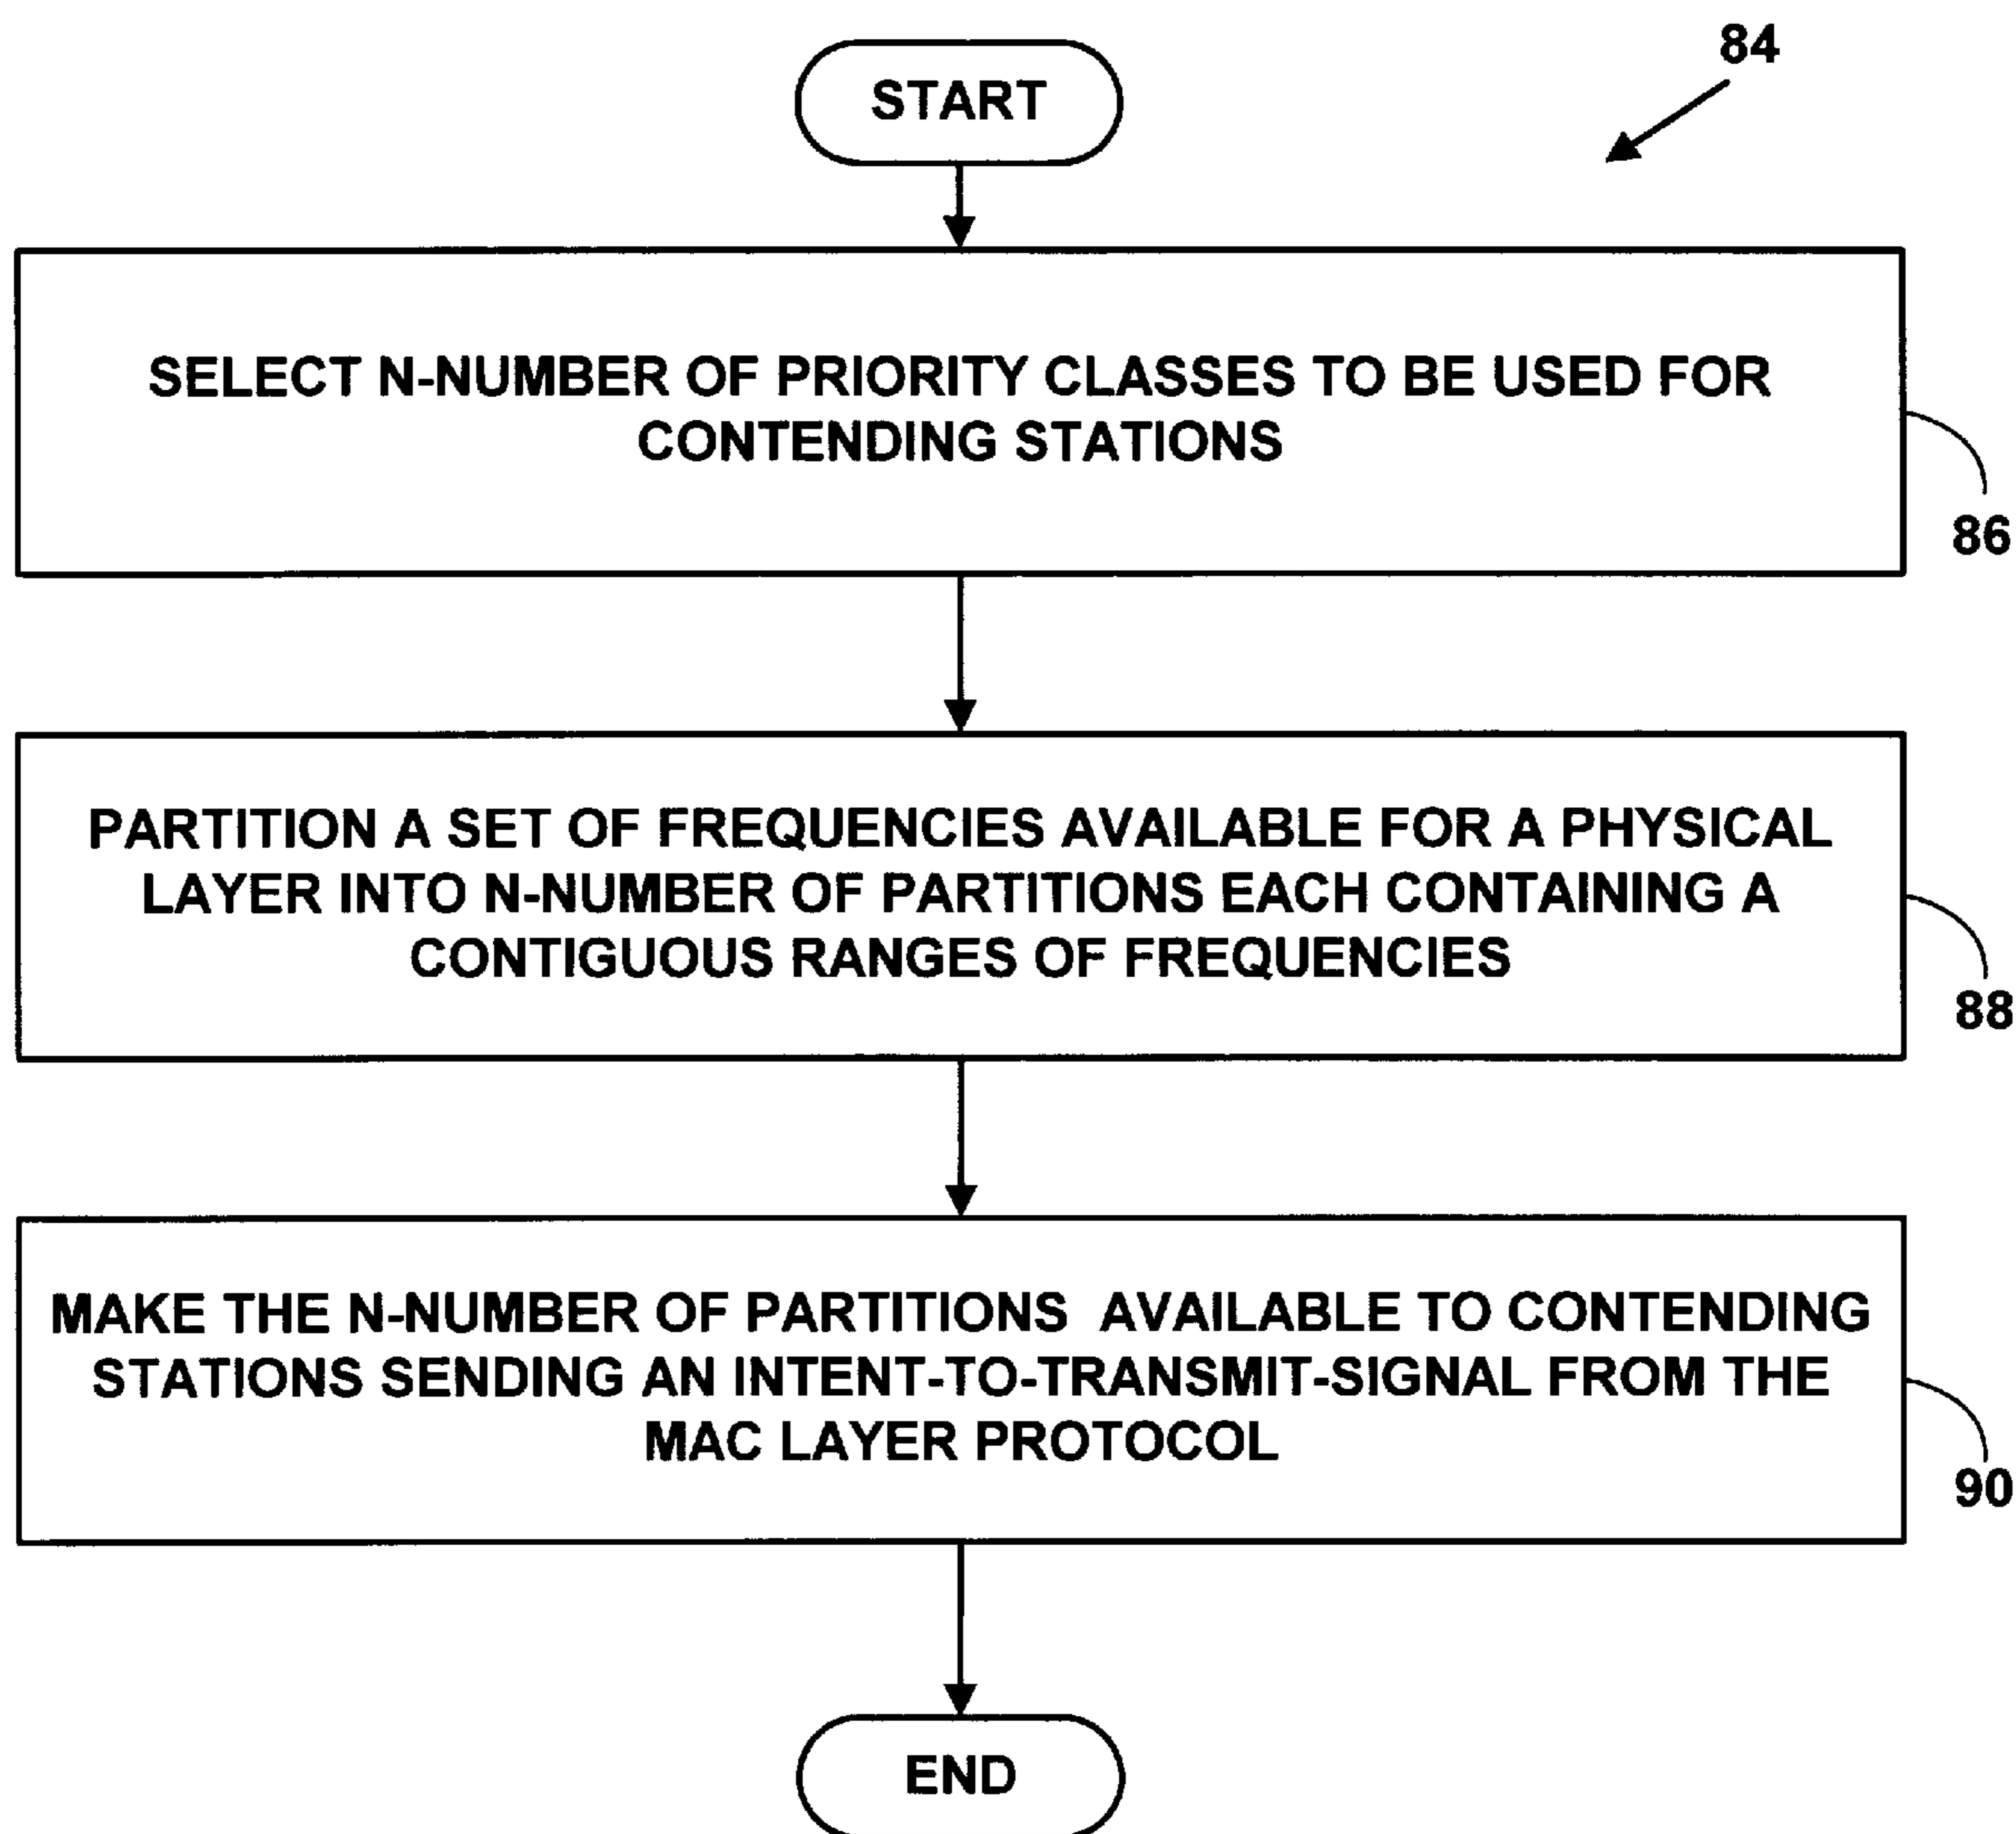 84
START
SELECT N-NUMBER OF PRIORITY CLASSES TO BE USED FOR
CONTENDING STATIONS
86
PARTITION A SET OF FREQUENCIES AVAILABLE FOR A PHYSICAL
LAYER INTO N-NUMBER OF PARTITIONS EACH CONTAINING A
CONTIGUOUS RANGES OF FREQUENCIES
88
MAKE THE N-NUMBER OF PARTITIONS AVAILABLE TO CONTENDING
STATIONS SENDING AN INTENT-TO-TRANSMIT-SIGNAL FROM THE
MAC LAYER PROTOCOL
90
END